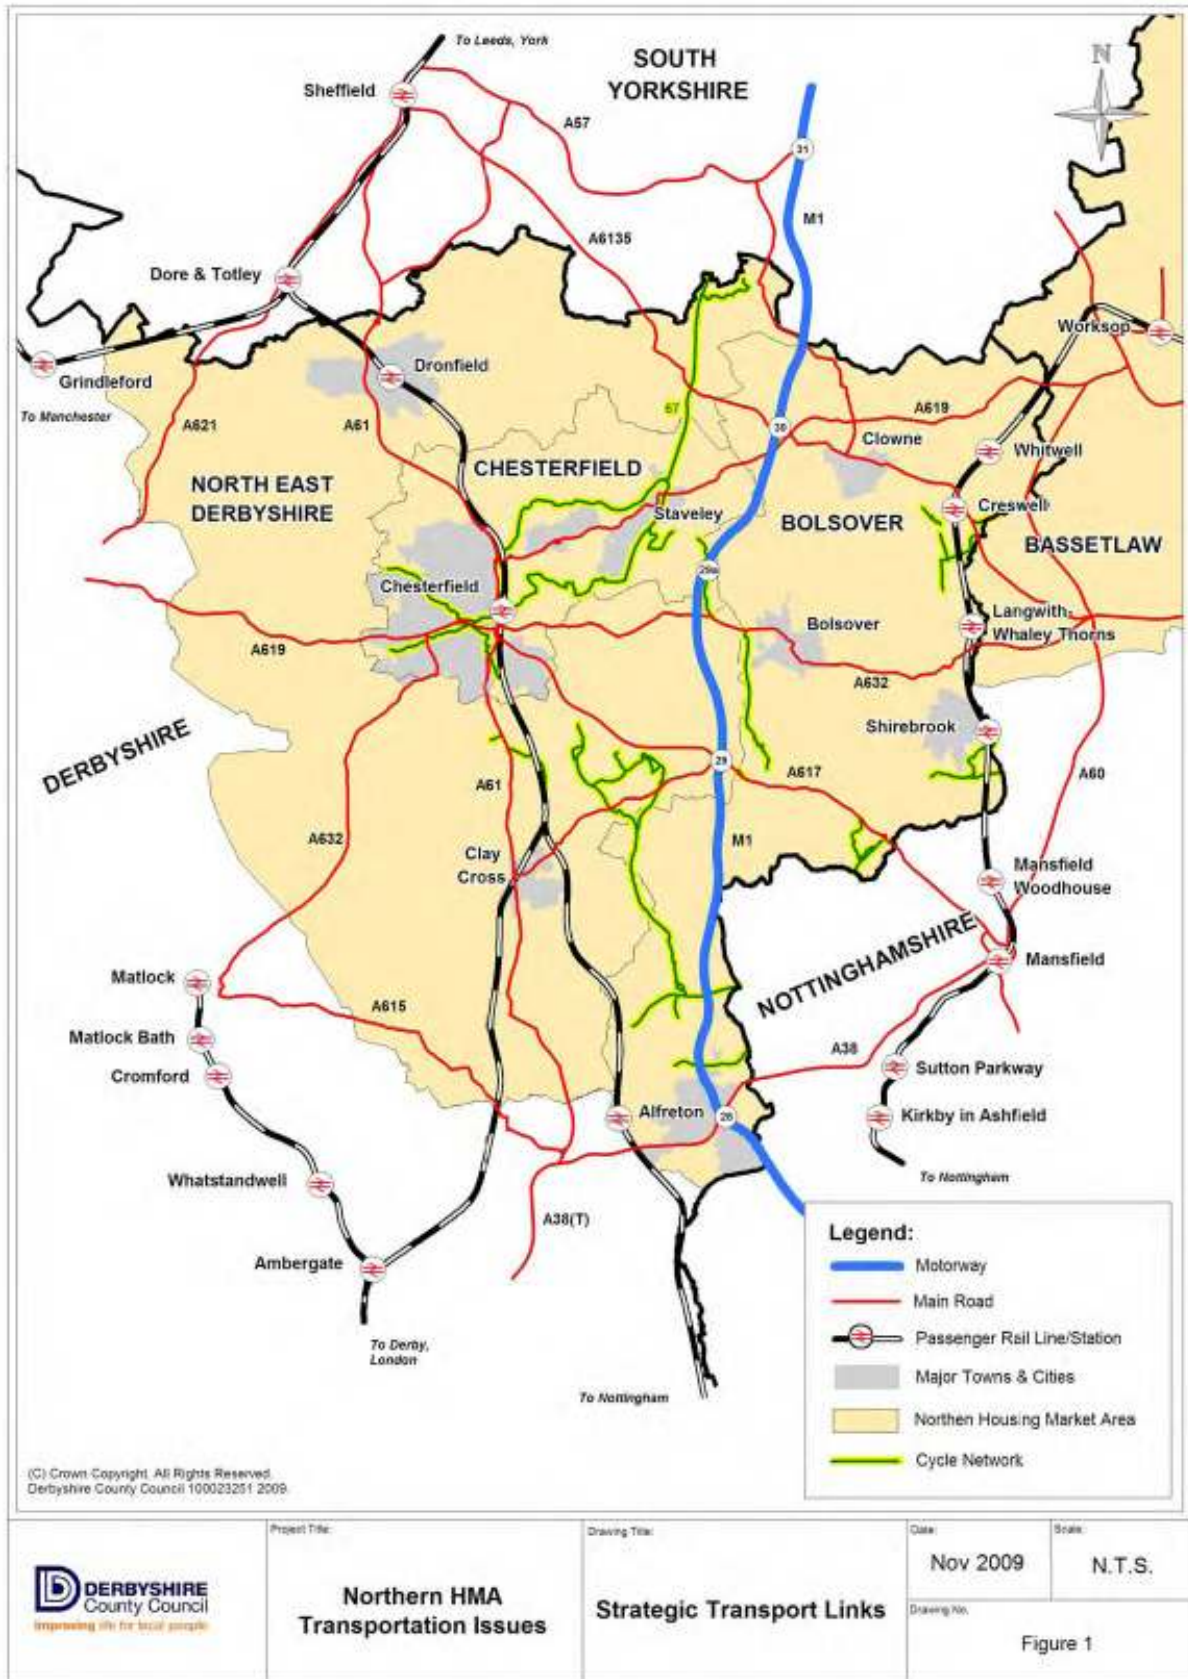 To Leeds, York
SOUTH
YORKSHIRE
N
Sheffield
A57
31
M1
A6135
Dore & Totley
Worksop
Grindleford
Dronfield
To Manchester
A621
A61
67
30
A619
Clowne
Whitwell
CHESTERFIELD
NORTH EAST
DERBYSHIRE
Staveley
BOLSOVER
Creswell
BASSETLAW
29a
Chesterfield
Bolsover
Langwith-
Whaley Thorns
A619
A632
Shirebrook
DERBYSHIRE
29
A617
A60
A61
A632
M1
Clay
Cross
Mansfield
Woodhouse
NOTTINGHAMSHIRE
Mansfield
Matlock
A615
Matlock Bath
A38
Cromford
Sutton Parkway
Alfreton
28
Kirkby in Ashfield
Whatstandwell
To Nottingham
A38(T)
Ambergate
To Derby,
London
To Nottingham
Legend:
Motorway
Main Road
Passenger Rail Line/Station
Major Towns & Cities
Northen Housing Market Area
Cycle Network
(C) Crown Copyright. All Rights Reserved.
Derbyshire County Council 100023251 2009.
DERBYSHIRE
County Council
Improving life for local people
Project Title:
Northern HMA
Transportation Issues
Drawing Title:
Strategic Transport Links
Date:
Nov 2009
Scale:
N.T.S.
Drawing No.
Figure 1